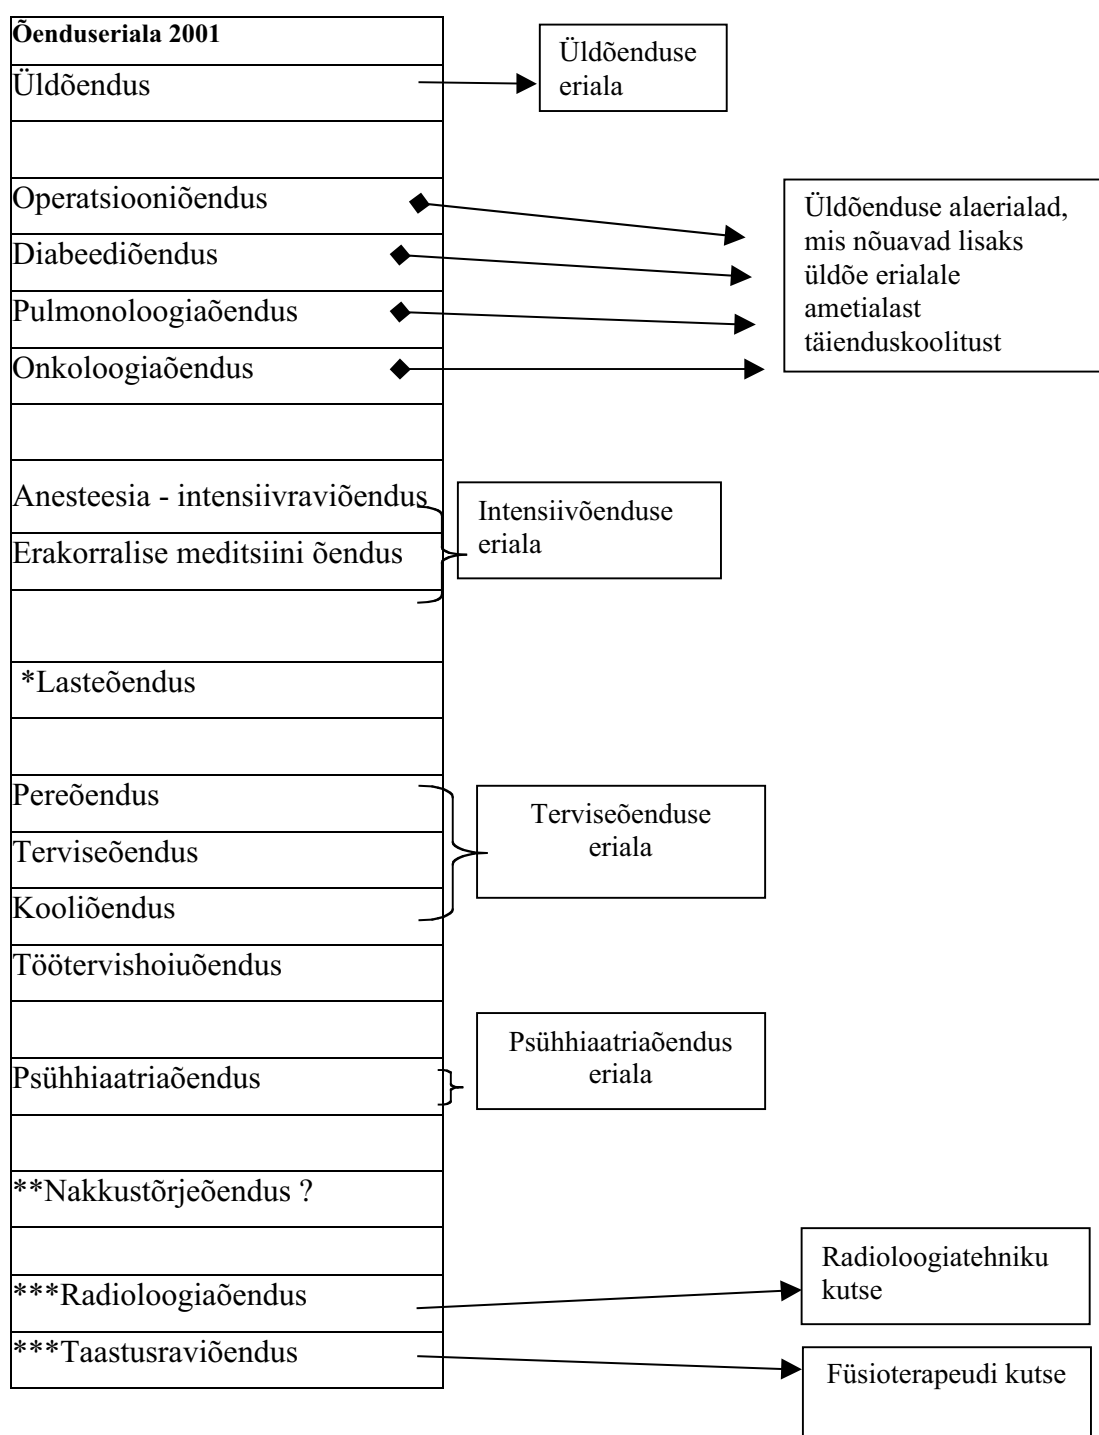 Õenduseriala 2001
Üldõendus
Üldõenduse
eriala
Operatsiooniõendus
Diabeediõendus
Pulmonoloogiaõendus
Onkoloogiaõendus
Üldõenduse alaerialad,
mis nõuavad lisaks
üldõe erialale
ametialast
täienduskoolitust
Anesteesia - intensiivraviõendus
Erakorralise meditsiini õendus
Intensiivõenduse
eriala
*Lasteõendus
Pereõendus
Terviseõendus
Kooliõendus
Terviseõenduse
eriala
Töötervishoiuõendus
Psühhiaatriaõendus
Psühhiaatriaõendus
eriala
**Nakkustõrjeõendus ?
***Radioloogiaõendus
Radioloogiatehniku
kutse
***Taastusraviõendus
Füsioterapeudi kutse